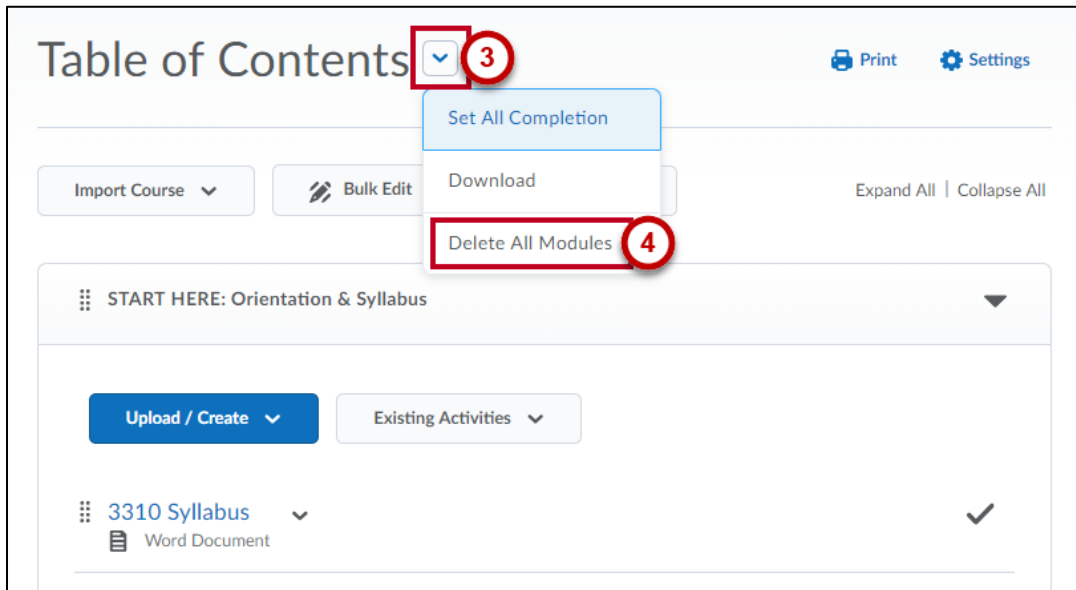 Table of Contents 3
Print Settings
Set All Completion
Import Course Bulk Edit
Download
Expand All | Collapse All
Delete All Modules 4
START HERE: Orientation & Syllabus
Upload / Create Existing Activities
3310 Syllabus
Word Document